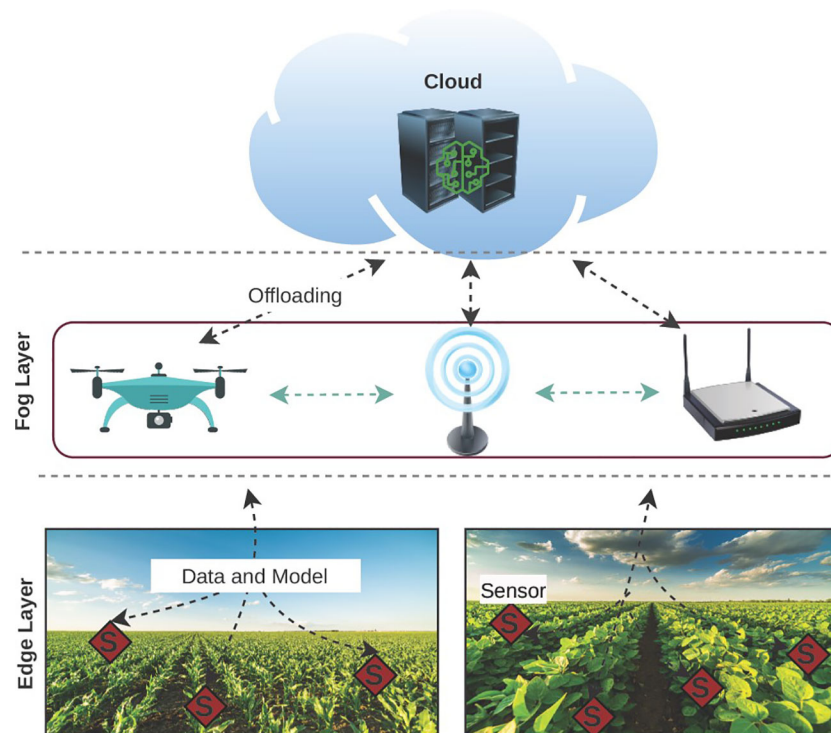 Cloud
Offloading
Fog Layer
Edge Layer
Data and Model
Sensor
S
S
S
S
S
S
S